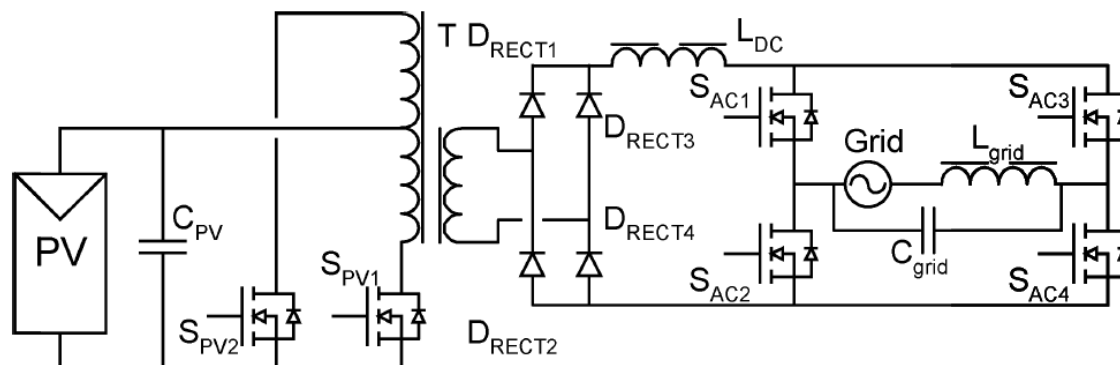 T D_RECT1
L_DC
S_AC1
S_AC3
D_RECT3
Grid
L_grid
PV
C_PV
D_RECT4
C_grid
S_PV1
S_AC2
S_AC4
S_PV2
D_RECT2